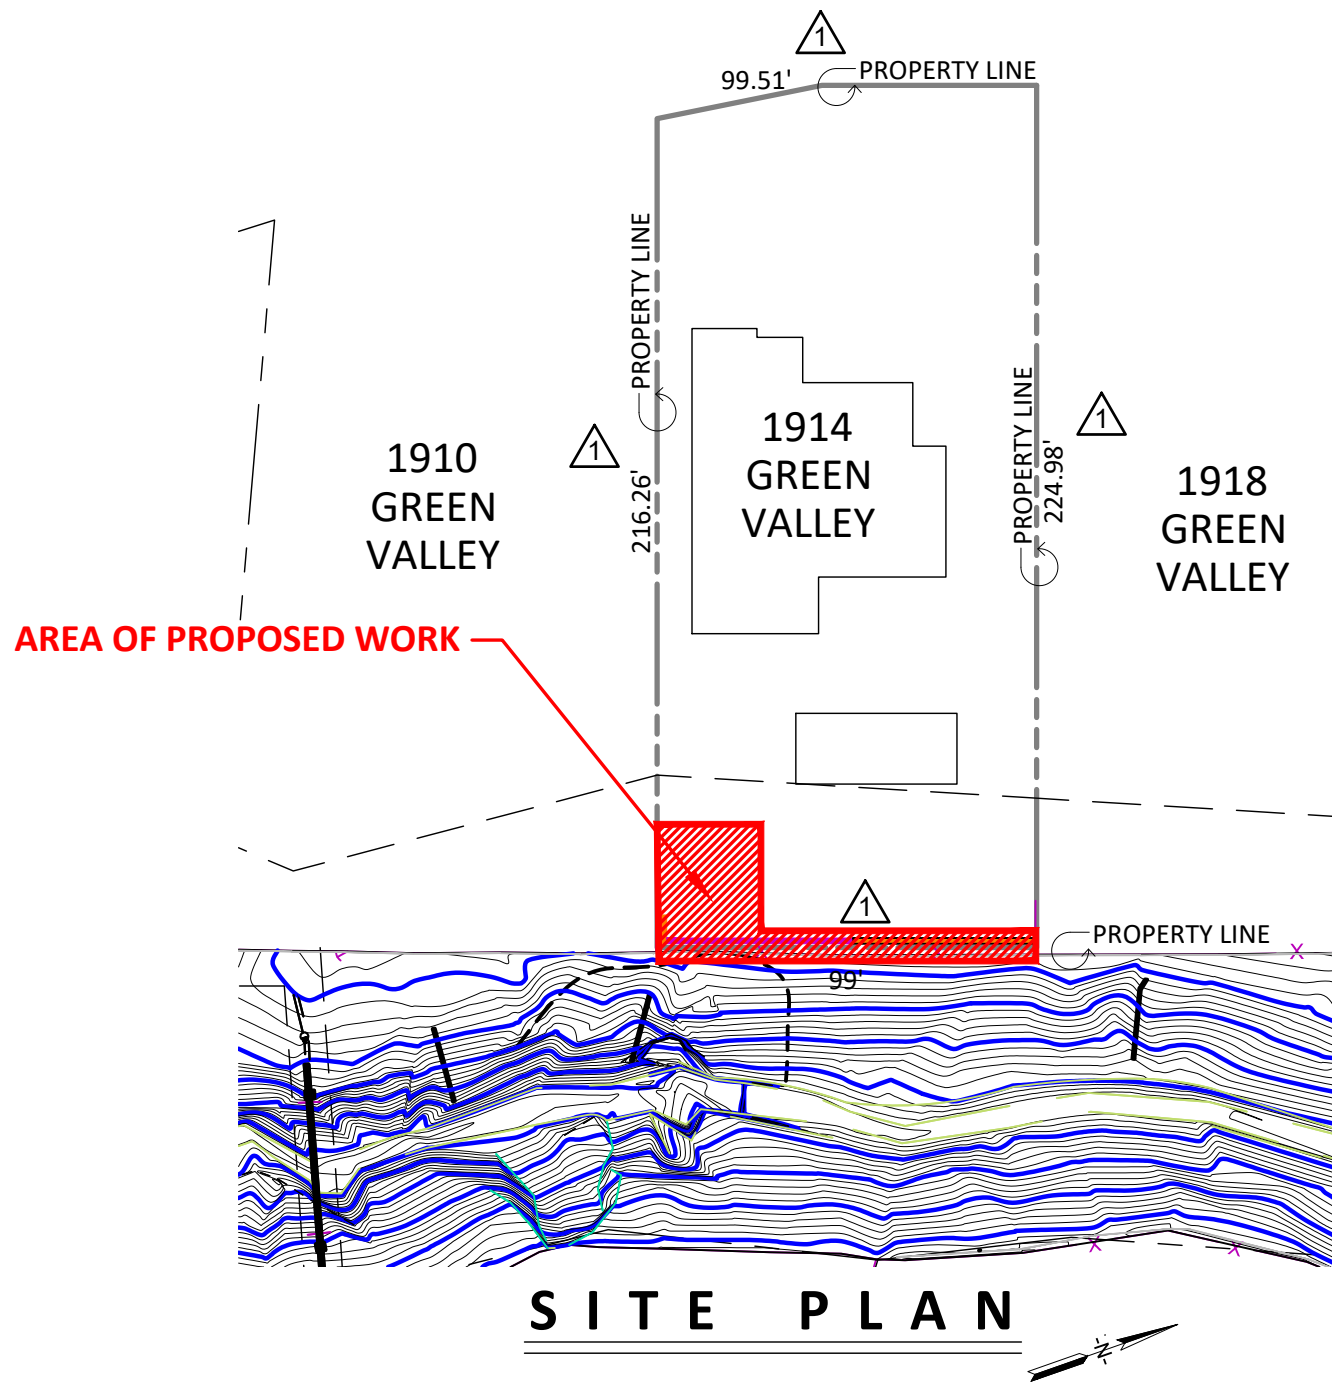 1
99.51'
PROPERTY LINE
PROPERTY LINE
216.26'
1
1914
GREEN
VALLEY
PROPERTY LINE
224.98'
1
1910
GREEN
VALLEY
1918
GREEN
VALLEY
AREA OF PROPOSED WORK
1
PROPERTY LINE
99'
X
X
X
SITE PLAN
N